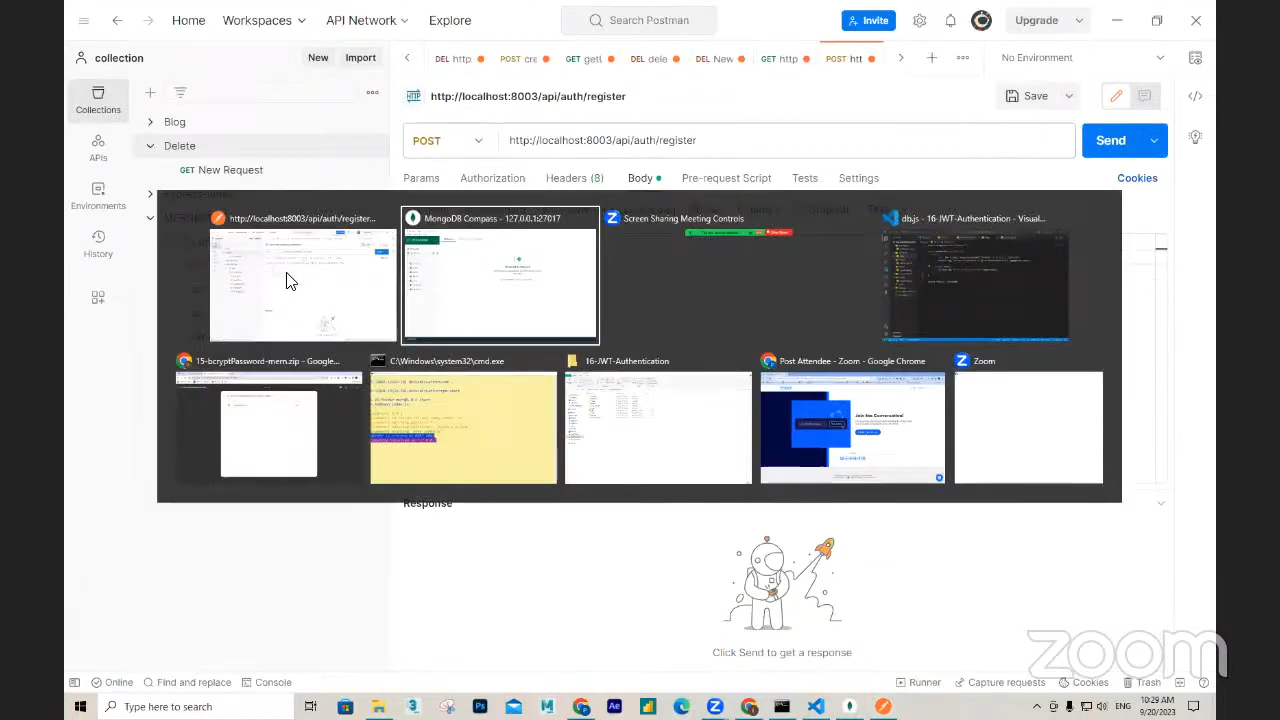 Home Workspaces API Network Explore Search Postman Invite Upgrade
collection New Import DEL http: POST cre GET getl DEL dele DEL New GET http POST htt No Environment
Collections http://localhost:8003/api/auth/register Save
Blog
Delete POST http://localhost:8003/api/auth/register Send
APIs GET New Request Params Authorization Headers (8) Body Pre-request Script Tests Settings Cookies
Environments
http://localhost:8003/api/auth/register... MongoDB Compass - 127.0.0.1:27017 Screen Sharing Meeting Controls db.js - 16-JWT-Authentication - Visual...
History
15-bcryptPassword-mern.zip - Google... C:\Windows\system32\cmd.exe 16-JWT-Authentication Post Attendee - Zoom - Google Chrome Zoom
Join the Conversation!
Response
Click Send to get a response
zoom
Online Find and replace Console Runner Capture requests Cookies Trash
Type here to search ENG 10:29 AM
9/20/2023